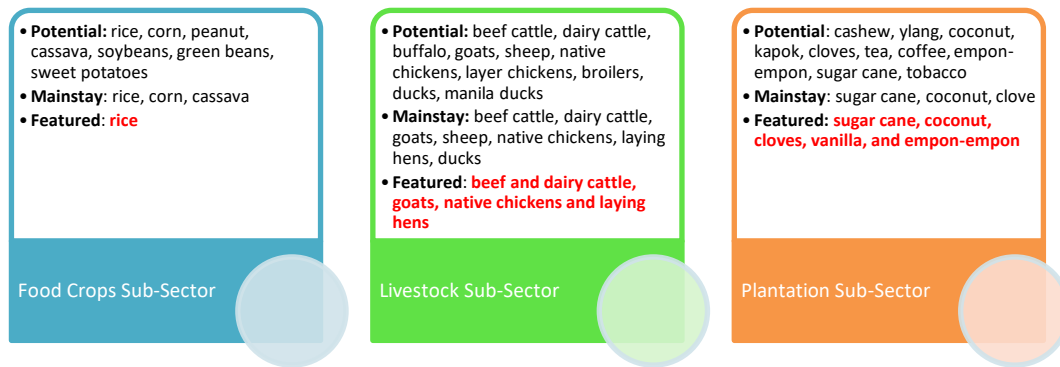 • Potential: rice, corn, peanut,
cassava, soybeans, green beans,
sweet potatoes
• Mainstay: rice, corn, cassava
• Featured: rice
Food Crops Sub-Sector
• Potential: beef cattle, dairy cattle,
buffalo, goats, sheep, native
chickens, layer chickens, broilers,
ducks, manila ducks
• Mainstay: beef cattle, dairy cattle,
goats, sheep, native chickens, laying
hens, ducks
• Featured: beef and dairy cattle,
goats, native chickens and laying
hens
Livestock Sub-Sector
• Potential: cashew, ylang, coconut,
kapok, cloves, tea, coffee, empon-
empon, sugar cane, tobacco
• Mainstay: sugar cane, coconut, clove
• Featured: sugar cane, coconut,
cloves, vanilla, and empon-empon
Plantation Sub-Sector